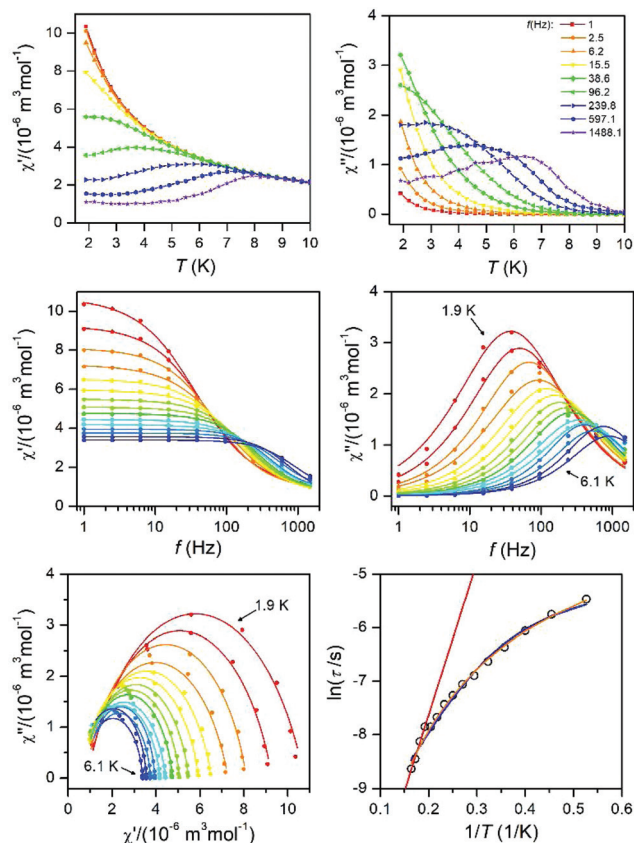 10
8
6
4
2
0
2 3 4 5 6 7 8 9 10
χ'/(10⁻⁶ m³mol⁻¹)
T (K)
4
3
2
1
0
2 3 4 5 6 7 8 9 10
χ''/(10⁻⁶ m³mol⁻¹)
T (K)
f(Hz):
1
2.5
6.2
15.5
38.6
96.2
239.8
597.1
1488.1
10
8
6
4
2
0
1 10 100 1000
χ'/(10⁻⁶ m³mol⁻¹)
f (Hz)
4
3
2
1
0
1 10 100 1000
χ''/(10⁻⁶ m³mol⁻¹)
f (Hz)
1.9 K
6.1 K
4
3
2
1
0
2 4 6 8 10
χ''/(10⁻⁶ m³mol⁻¹)
χ'/(10⁻⁶ m³mol⁻¹)
1.9 K
6.1 K
-5
-6
-7
-8
-9
0.1 0.2 0.3 0.4 0.5 0.6
ln(τ/s)
1/T (1/K)